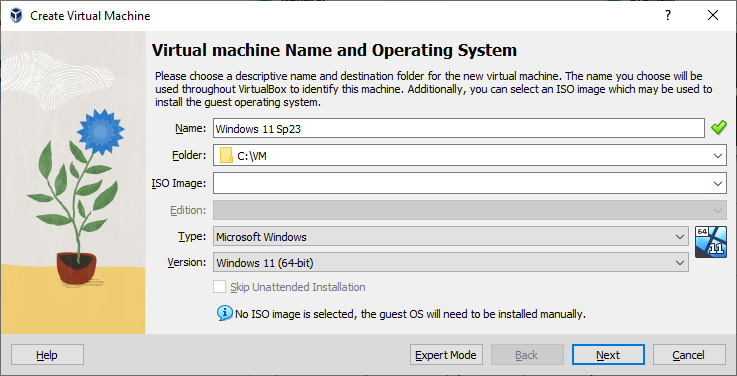 Create Virtual Machine
Virtual machine Name and Operating System
Please choose a descriptive name and destination folder for the new virtual machine. The name you choose will be
used throughout VirtualBox to identify this machine. Additionally, you can select an ISO image which may be used to
install the guest operating system.
Name: Windows 11 Sp23
Folder: C:\VM
ISO Image:
Edition:
Type: Microsoft Windows
64
11
Version: Windows 11 (64-bit)
Skip Unattended Installation
No ISO image is selected, the guest OS will need to be installed manually.
Help Expert Mode Back Next Cancel